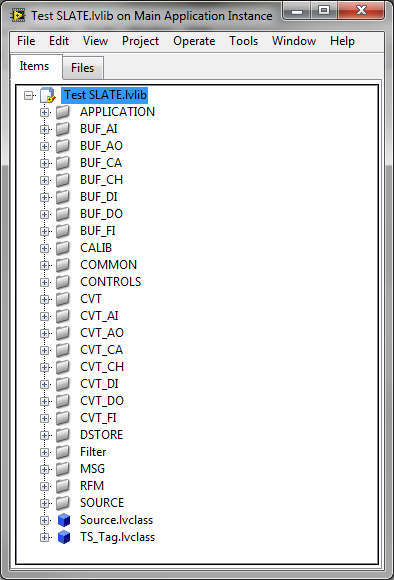 Test SLATE.lvlib on Main Application Instance
File Edit View Project Operate Tools Window Help
Items Files
Test SLATE.lvlib
APPLICATION
BUF_AI
BUF_AO
BUF_CA
BUF_CH
BUF_DI
BUF_DO
BUF_FI
CALIB
COMMON
CONTROLS
CVT
CVT_AI
CVT_AO
CVT_CA
CVT_CH
CVT_DI
CVT_DO
CVT_FI
DSTORE
Filter
MSG
RFM
SOURCE
Source.lvclass
TS_Tag.lvclass